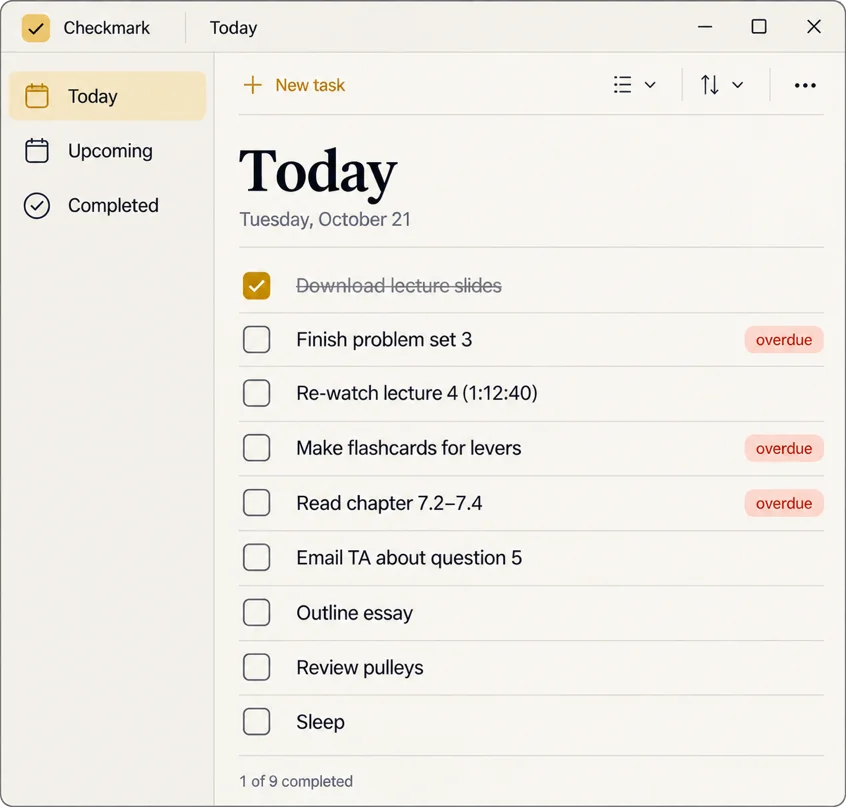 Checkmark
Today
Today
Upcoming
Completed
New task
Today
Tuesday, October 21
Download lecture slides
Finish problem set 3 overdue
Re-watch lecture 4 (1:12:40)
Make flashcards for levers overdue
Read chapter 7.2–7.4 overdue
Email TA about question 5
Outline essay
Review pulleys
Sleep
1 of 9 completed